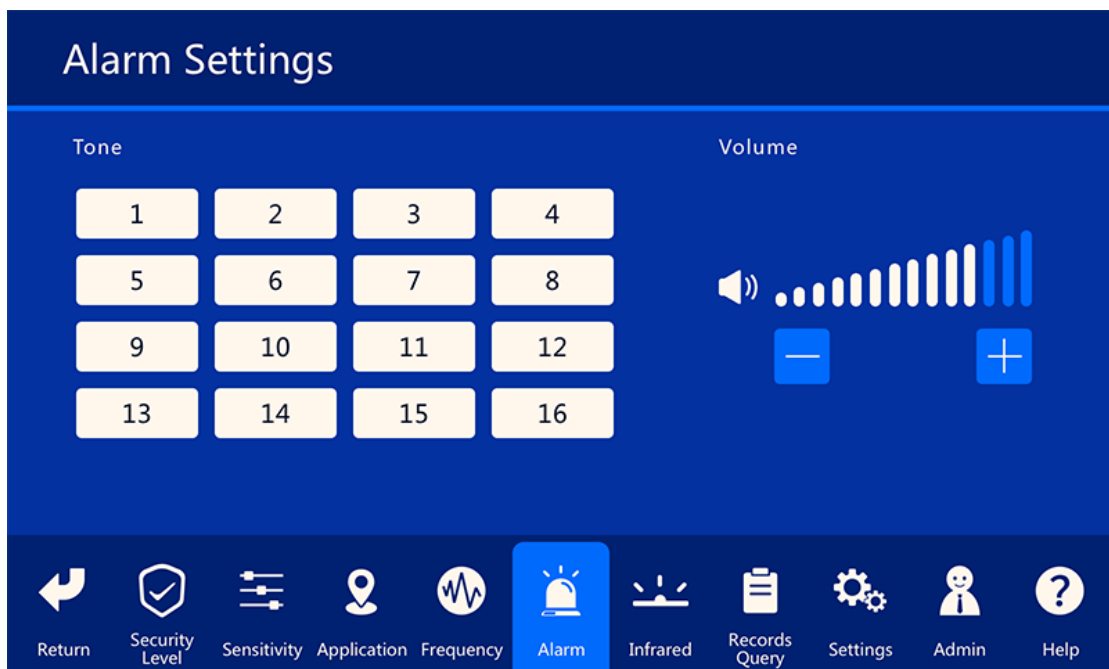 Alarm Settings
Tone
Volume
1 2 3 4
5 6 7 8
9 10 11 12
13 14 15 16
Return
Security
Level
Sensitivity
Application
Frequency
Alarm
Infrared
Records
Query
Settings
Admin
Help